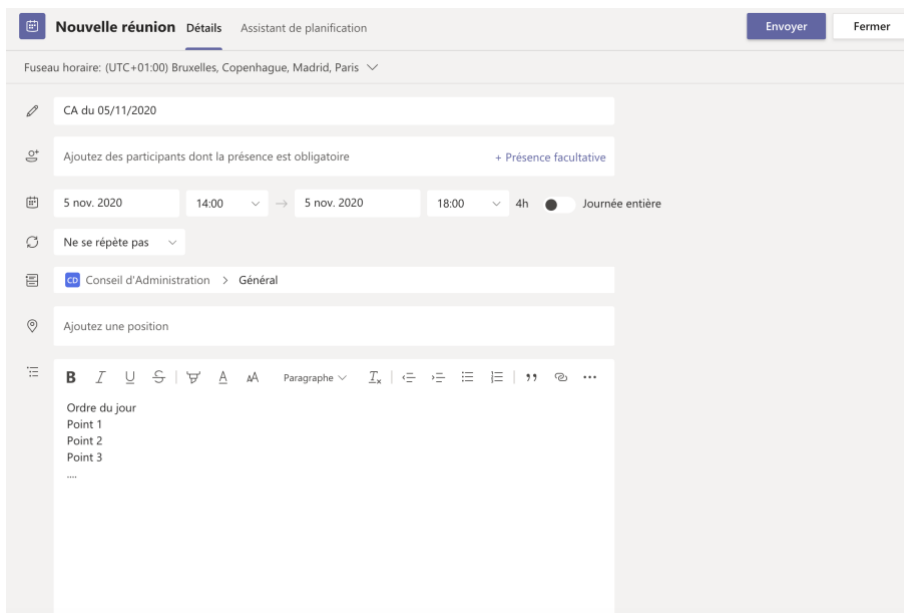 Nouvelle réunion Détails Assistant de planification Envoyer Fermer
Fuseau horaire: (UTC+01:00) Bruxelles, Copenhague, Madrid, Paris
CA du 05/11/2020
Ajoutez des participants dont la présence est obligatoire + Présence facultative
5 nov. 2020 14:00 → 5 nov. 2020 18:00 4h Journée entière
Ne se répète pas
CD Conseil d'Administration > Général
Ajoutez une position
B I U S A AA Paragraphe Tx
Ordre du jour
Point 1
Point 2
Point 3
....